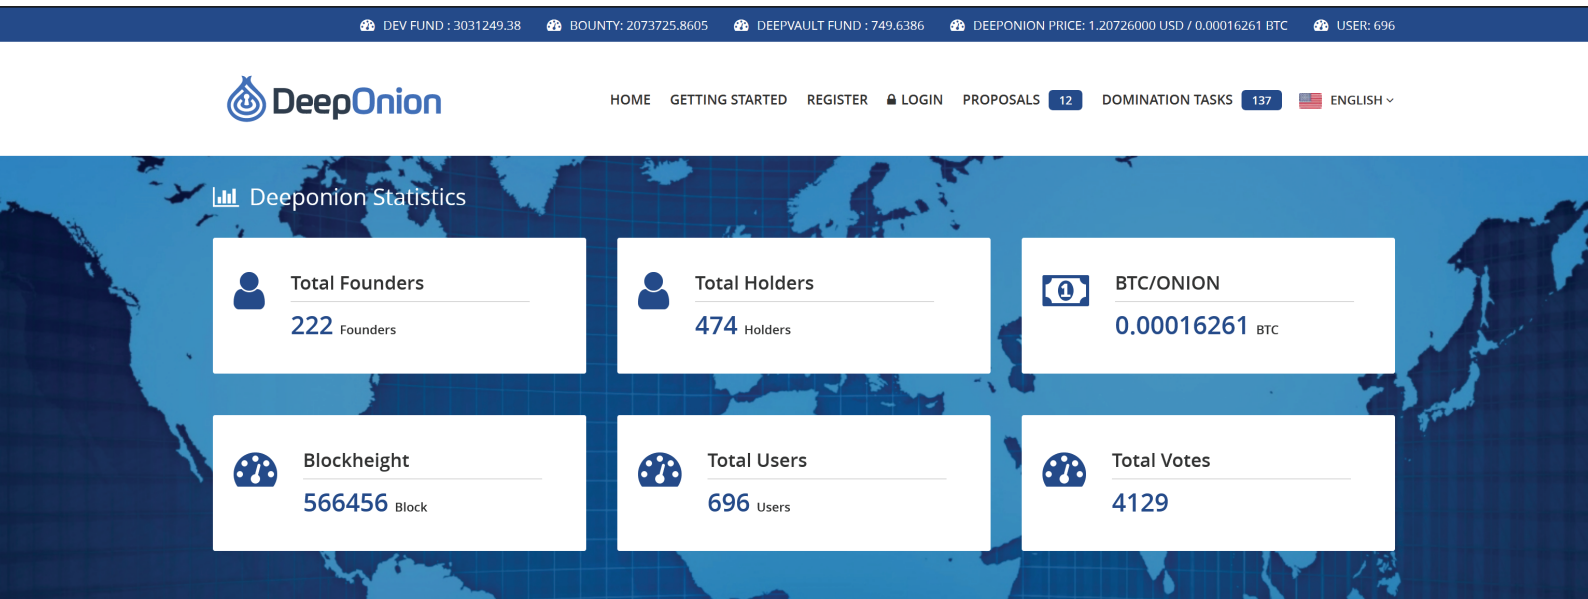 DEV FUND : 3031249.38 BOUNTY: 2073725.8605 DEEPVAULT FUND : 749.6386 DEEPONION PRICE: 1.20726000 USD / 0.00016261 BTC USER: 696
DeepOnion HOME GETTING STARTED REGISTER LOGIN PROPOSALS 12 DOMINATION TASKS 137 ENGLISH
Deeponion Statistics
Total Founders
222 Founders
Total Holders
474 Holders
BTC/ONION
0.00016261 BTC
Blockheight
566456 Block
Total Users
696 Users
Total Votes
4129